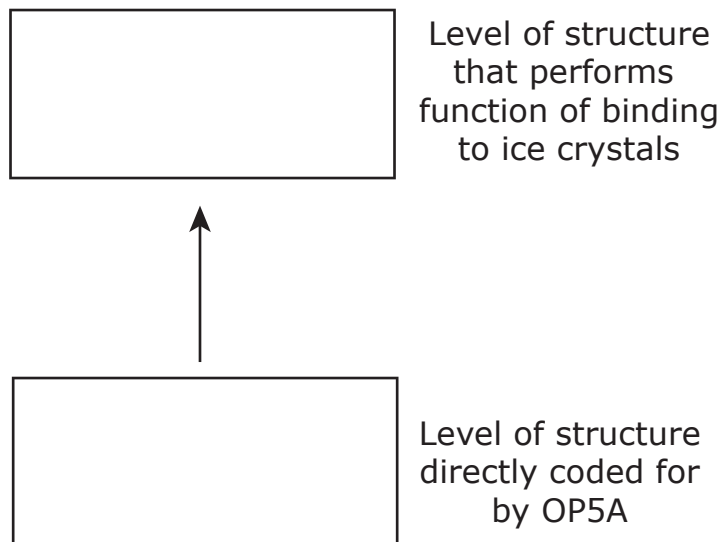 Level of structure
that performs
function of binding
to ice crystals
Level of structure
directly coded for
by OP5A